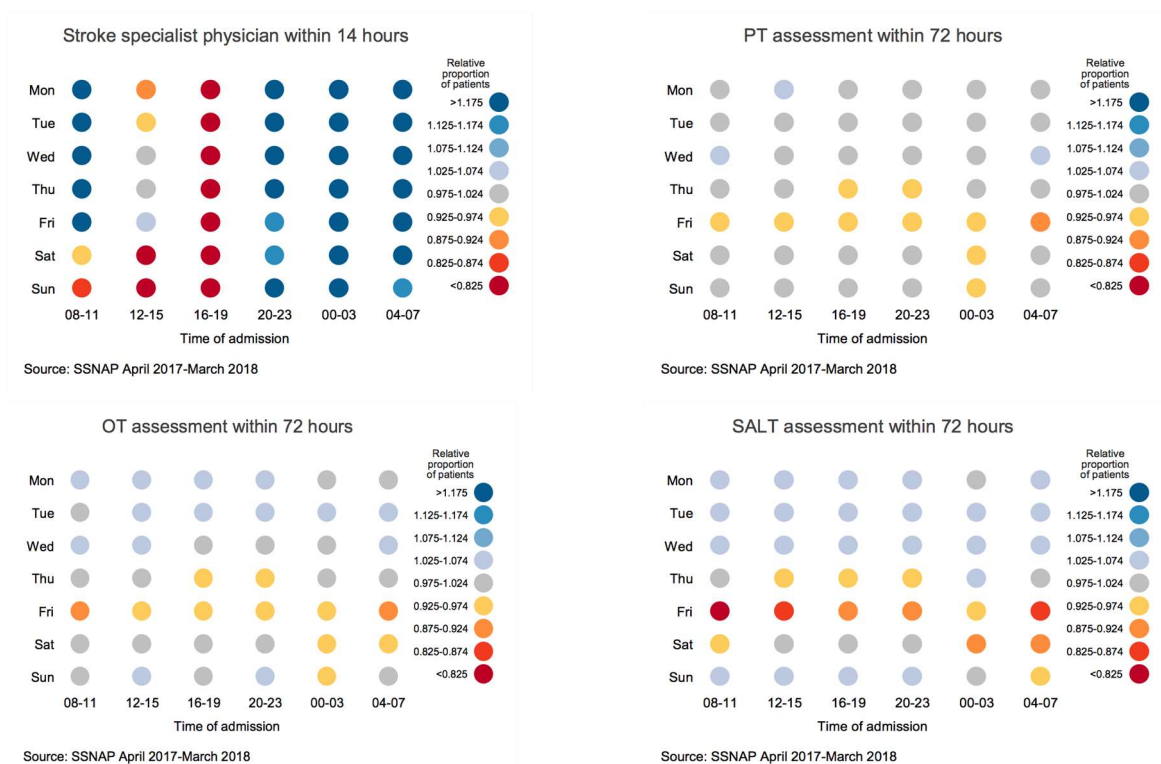 Stroke specialist physician within 14 hours
Relative
proportion
of patients
Mon
>1.175
Tue
1.125-1.174
1.075-1.124
Wed
1.025-1.074
Thu
0.975-1.024
Fri
0.925-0.974
0.875-0.924
Sat
0.825-0.874
Sun
<0.825
08-11 12-15 16-19 20-23 00-03 04-07
Time of admission
Source: SSNAP April 2017-March 2018
PT assessment within 72 hours
Relative
proportion
of patients
Mon
>1.175
Tue
1.125-1.174
1.075-1.124
Wed
1.025-1.074
Thu
0.975-1.024
Fri
0.925-0.974
0.875-0.924
Sat
0.825-0.874
Sun
<0.825
08-11 12-15 16-19 20-23 00-03 04-07
Time of admission
Source: SSNAP April 2017-March 2018
OT assessment within 72 hours
Relative
proportion
of patients
Mon
>1.175
Tue
1.125-1.174
1.075-1.124
Wed
1.025-1.074
Thu
0.975-1.024
Fri
0.925-0.974
0.875-0.924
Sat
0.825-0.874
Sun
<0.825
08-11 12-15 16-19 20-23 00-03 04-07
Time of admission
Source: SSNAP April 2017-March 2018
SALT assessment within 72 hours
Relative
proportion
of patients
Mon
>1.175
Tue
1.125-1.174
1.075-1.124
Wed
1.025-1.074
Thu
0.975-1.024
Fri
0.925-0.974
0.875-0.924
Sat
0.825-0.874
Sun
<0.825
08-11 12-15 16-19 20-23 00-03 04-07
Time of admission
Source: SSNAP April 2017-March 2018